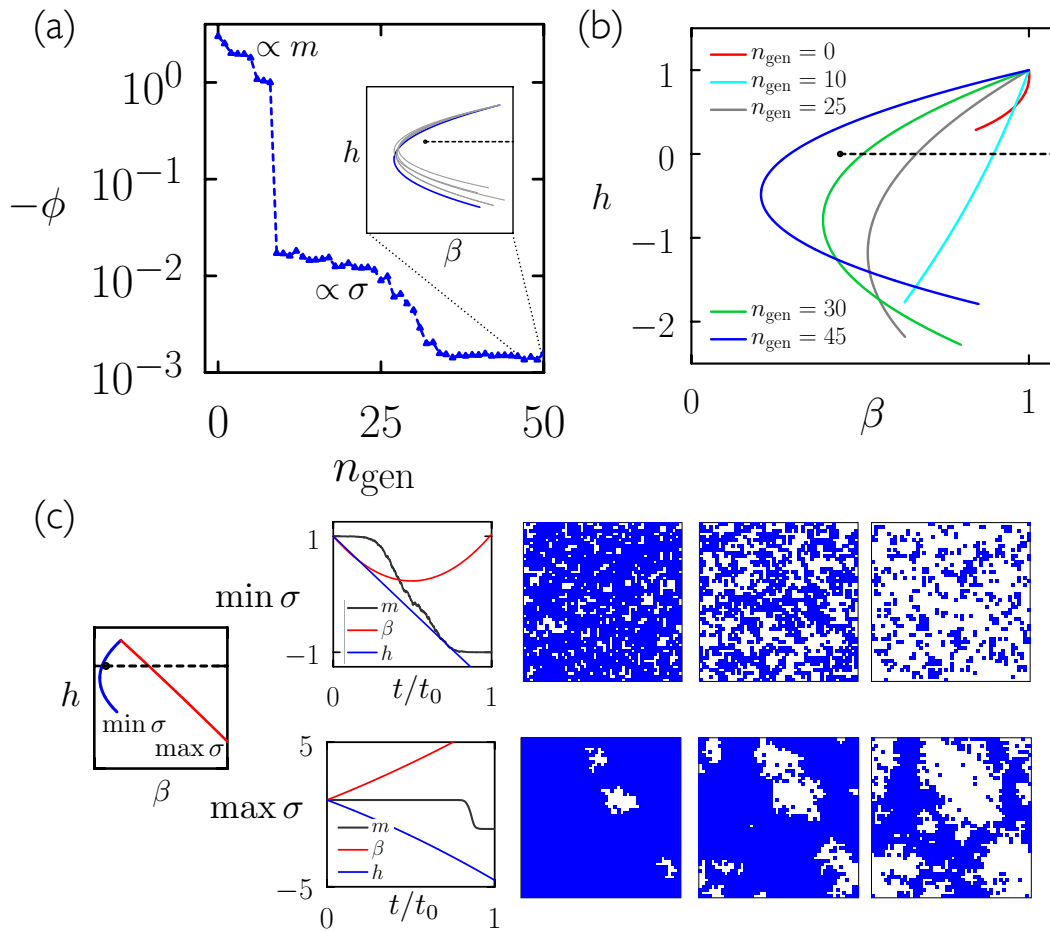 (a)
∝ m
10^0
10^{-1}
10^{-2}
10^{-3}
−ϕ
∝ σ
h
β
0
25
50
n_gen
(b)
n_gen = 0
n_gen = 10
n_gen = 25
1
0
−1
−2
h
n_gen = 30
n_gen = 45
0
β
1
(c)
h
min σ
max σ
β
min σ
1
−1
m
β
h
0
t/t_0
1
max σ
5
−5
m
β
h
0
t/t_0
1